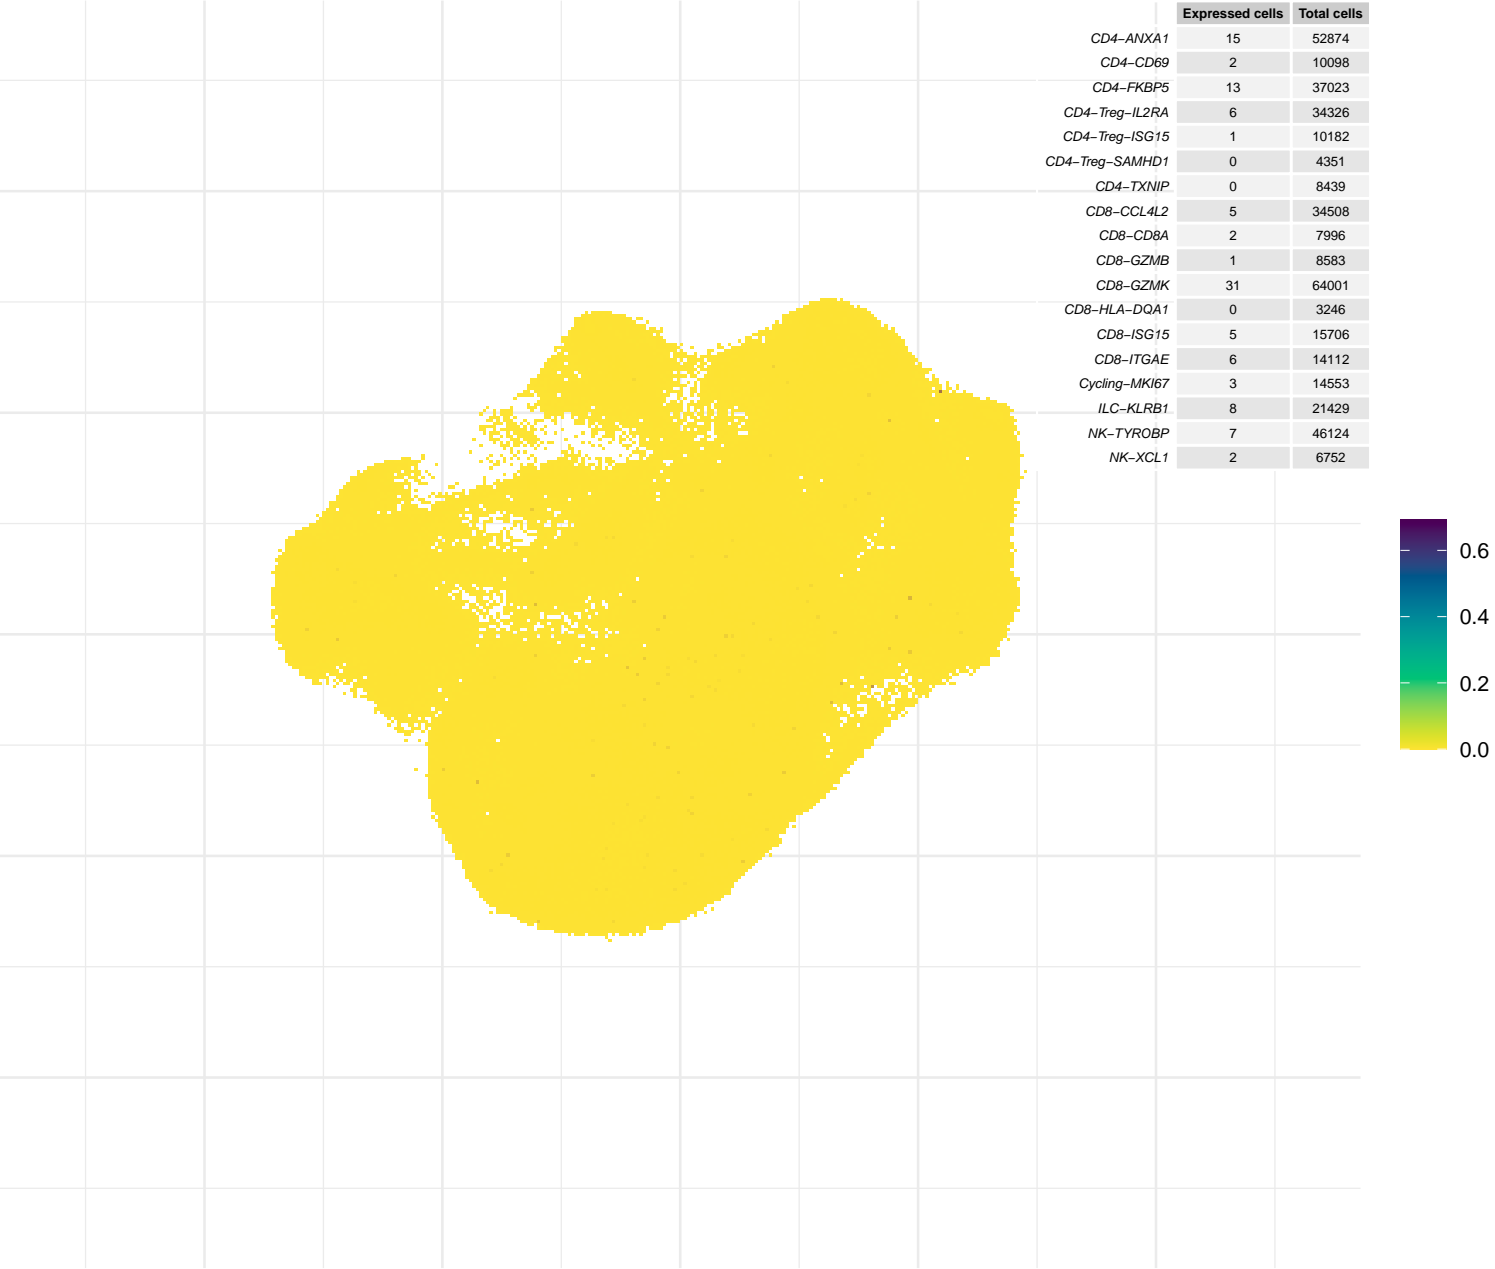 Expressed cells Total cells
CD4−ANXA1 15 52874
CD4−CD69 2 10098
CD4−FKBP5 13 37023
CD4−Treg−IL2RA 6 34326
CD4−Treg−ISG15 1 10182
CD4−Treg−SAMHD1 0 4351
CD4−TXNIP 0 8439
CD8−CCL4L2 5 34508
CD8−CD8A 2 7996
CD8−GZMB 1 8583
CD8−GZMK 31 64001
CD8−HLA−DQA1 0 3246
CD8−ISG15 5 15706
CD8−ITGAE 6 14112
Cycling−MKI67 3 14553
ILC−KLRB1 8 21429
NK−TYROBP 7 46124
NK−XCL1 2 6752
0.6
0.4
0.2
0.0